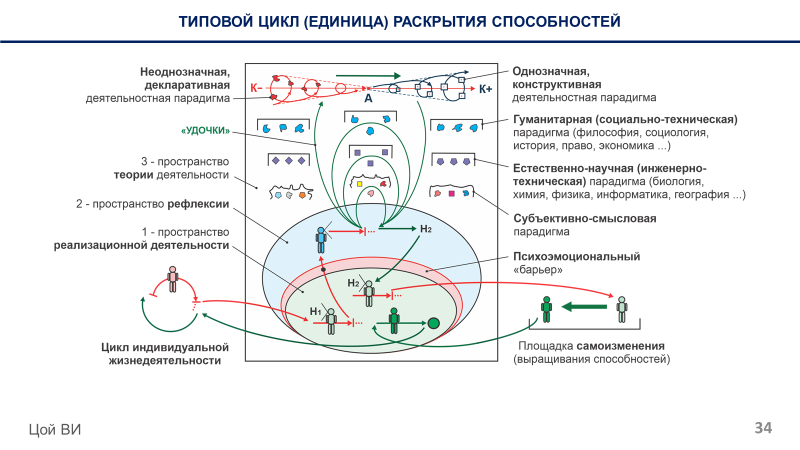 ТИПОВОЙ ЦИКЛ (ЕДИНИЦА) РАСКРЫТИЯ СПОСОБНОСТЕЙ
Неоднозначная,
декларативная
деятельностная парадигма
«УДОЧКИ»
3 - пространство
теории деятельности
2 - пространство рефлексии
1 - пространство
реализационной деятельности
Цикл индивидуальной
жизнедеятельности
К−
А
К+
...
Н2
Н2
...
Н1
...
Однозначная,
конструктивная
деятельностная парадигма
Гуманитарная (социально-техническая)
парадигма (философия, социология,
история, право, экономика ...)
Естественно-научная (инженерно-
техническая) парадигма (биология,
химия, физика, информатика, география ...)
Субъективно-смысловая
парадигма
Психоэмоциональный
«барьер»
Площадка самоизменения
(выращивания способностей)
Цой ВИ
34